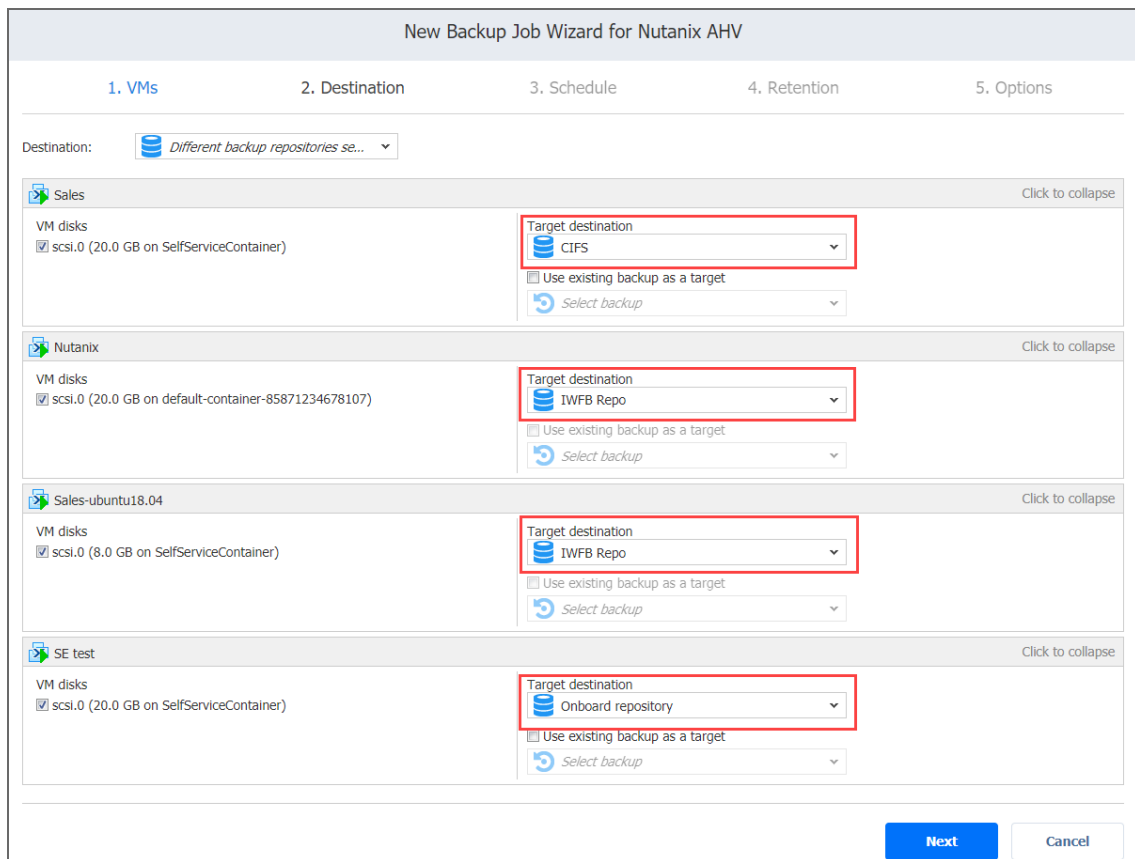 New Backup Job Wizard for Nutanix AHV
1. VMs 2. Destination 3. Schedule 4. Retention 5. Options
Destination: Different backup repositories se...
Sales Click to collapse
VM disks Target destination
scsi.0 (20.0 GB on SelfServiceContainer) CIFS
Use existing backup as a target
Select backup
Nutanix Click to collapse
VM disks Target destination
scsi.0 (20.0 GB on default-container-85871234678107) IWFB Repo
Use existing backup as a target
Select backup
Sales-ubuntu18.04 Click to collapse
VM disks Target destination
scsi.0 (8.0 GB on SelfServiceContainer) IWFB Repo
Use existing backup as a target
Select backup
SE test Click to collapse
VM disks Target destination
scsi.0 (20.0 GB on SelfServiceContainer) Onboard repository
Use existing backup as a target
Select backup
Next Cancel